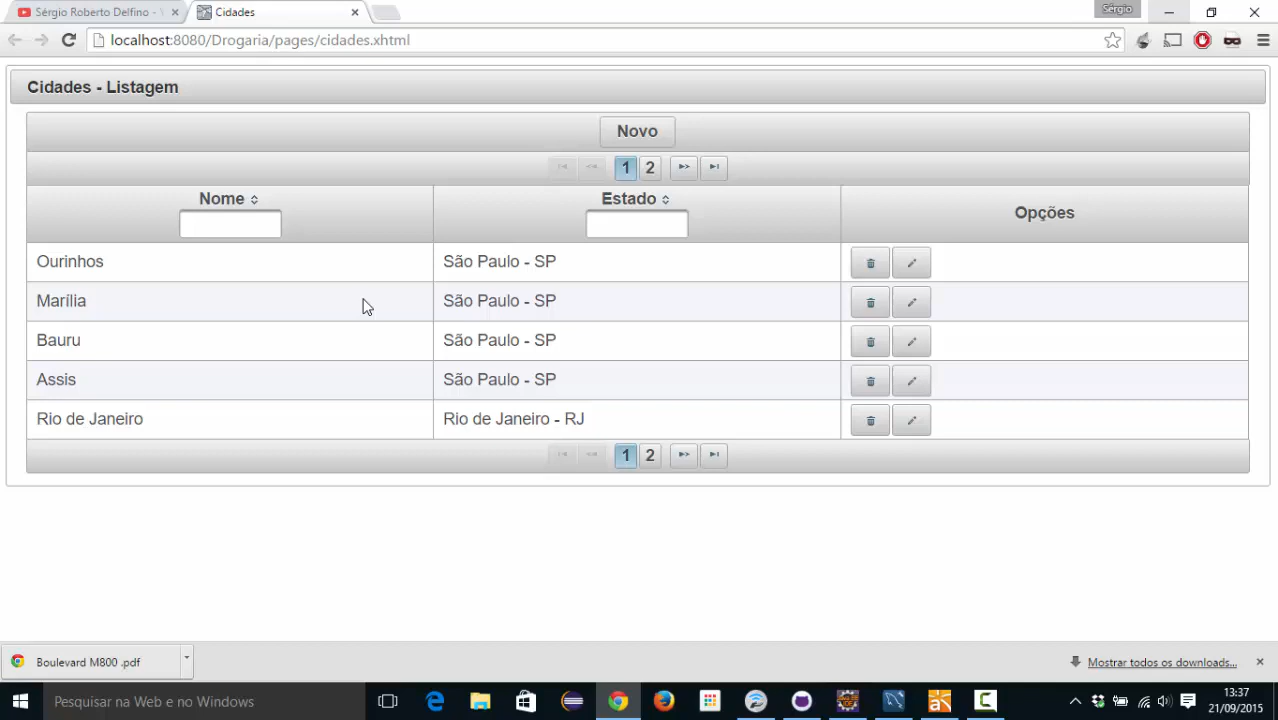 Sérgio Roberto Delfino - Cidades Sérgio
localhost:8080/Drogaria/pages/cidades.xhtml
Cidades - Listagem
Novo
1 2
Nome Estado Opções
Ourinhos São Paulo - SP
Marília São Paulo - SP
Bauru São Paulo - SP
Assis São Paulo - SP
Rio de Janeiro Rio de Janeiro - RJ
1 2
Boulevard M800 .pdf Mostrar todos os downloads...
Pesquisar na Web e no Windows 13:37
21/09/2015